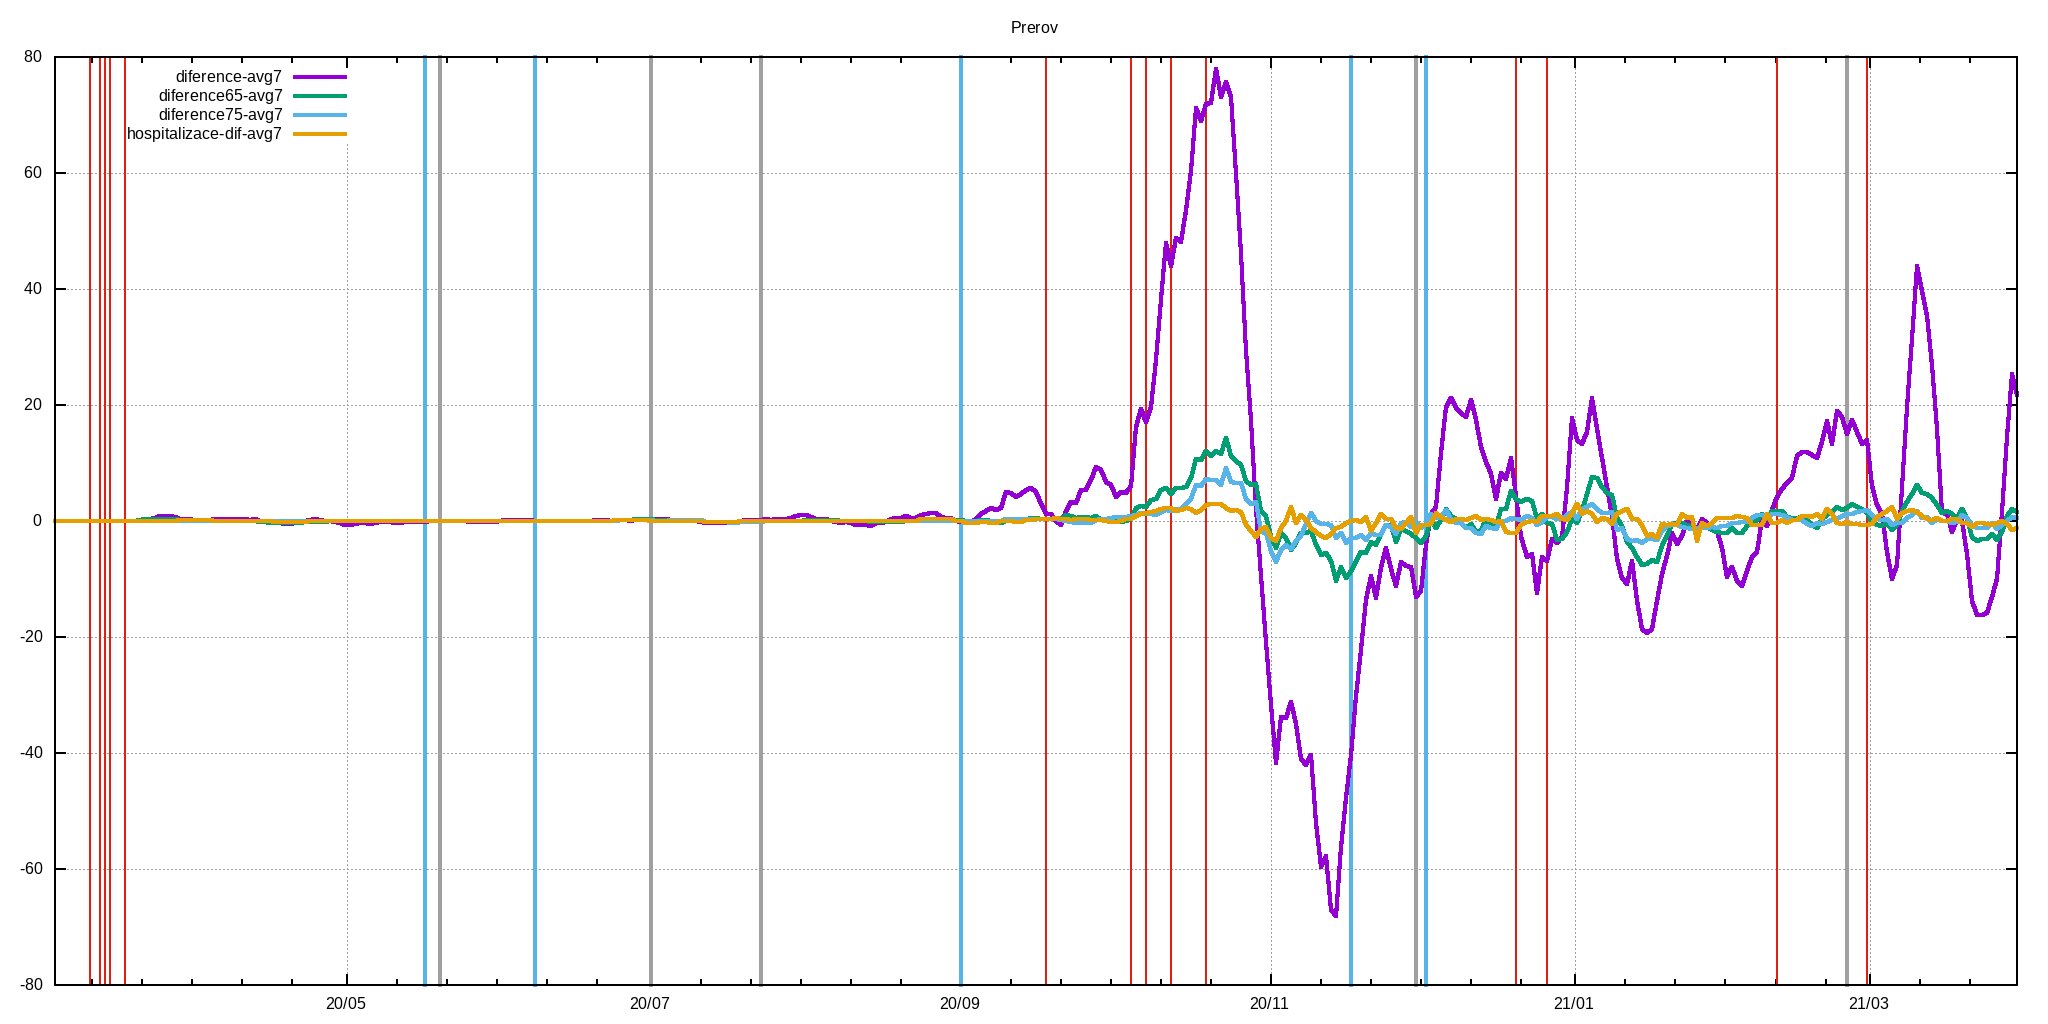 Prerov
diference-avg7
diference65-avg7
diference75-avg7
hospitalizace-dif-avg7
80
60
40
20
0
-20
-40
-60
-80
20/05 20/07 20/09 20/11 21/01 21/03